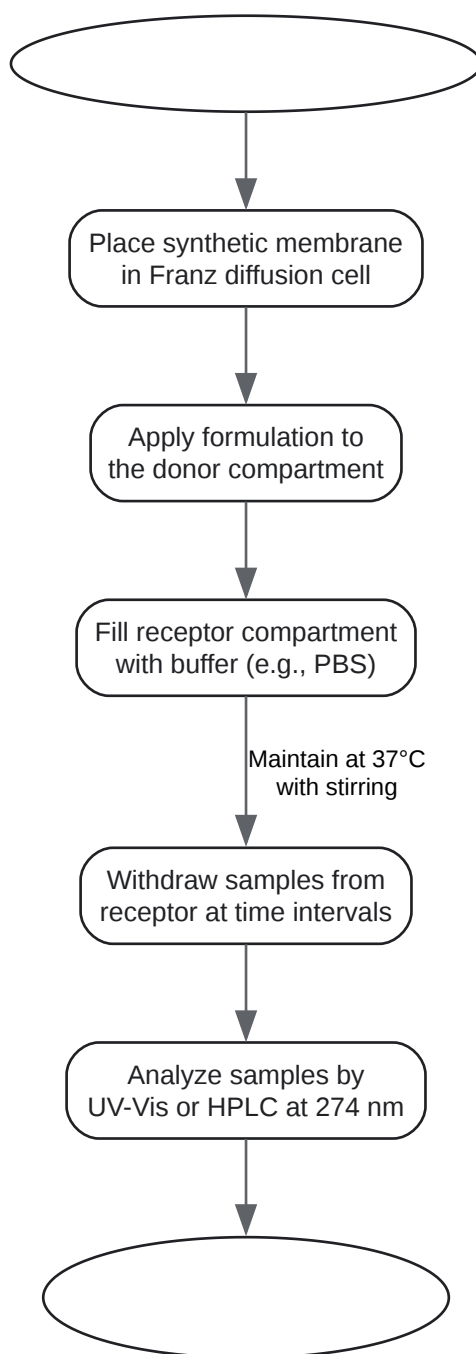 Place synthetic membrane
in Franz diffusion cell
Apply formulation to
the donor compartment
Fill receptor compartment
with buffer (e.g., PBS)
Maintain at 37°C
with stirring
Withdraw samples from
receptor at time intervals
Analyze samples by
UV-Vis or HPLC at 274 nm